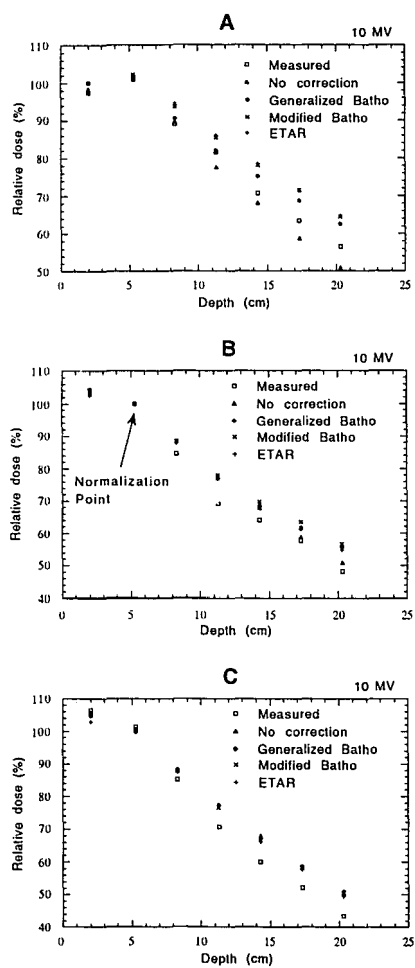 A
10 MV
110
100
90
80
70
60
50
Relative dose (%)
Measured
No correction
Generalized Batho
Modified Batho
ETAR
0 5 10 15 20 25
Depth (cm)
B
10 MV
110
100
90
80
70
60
50
40
Relative dose (%)
Measured
No correction
Generalized Batho
Modified Batho
ETAR
Normalization
Point
0 5 10 15 20 25
Depth (cm)
C
10 MV
110
100
90
80
70
60
50
40
Relative dose (%)
Measured
No correction
Generalized Batho
Modified Batho
ETAR
0 5 10 15 20 25
Depth (cm)